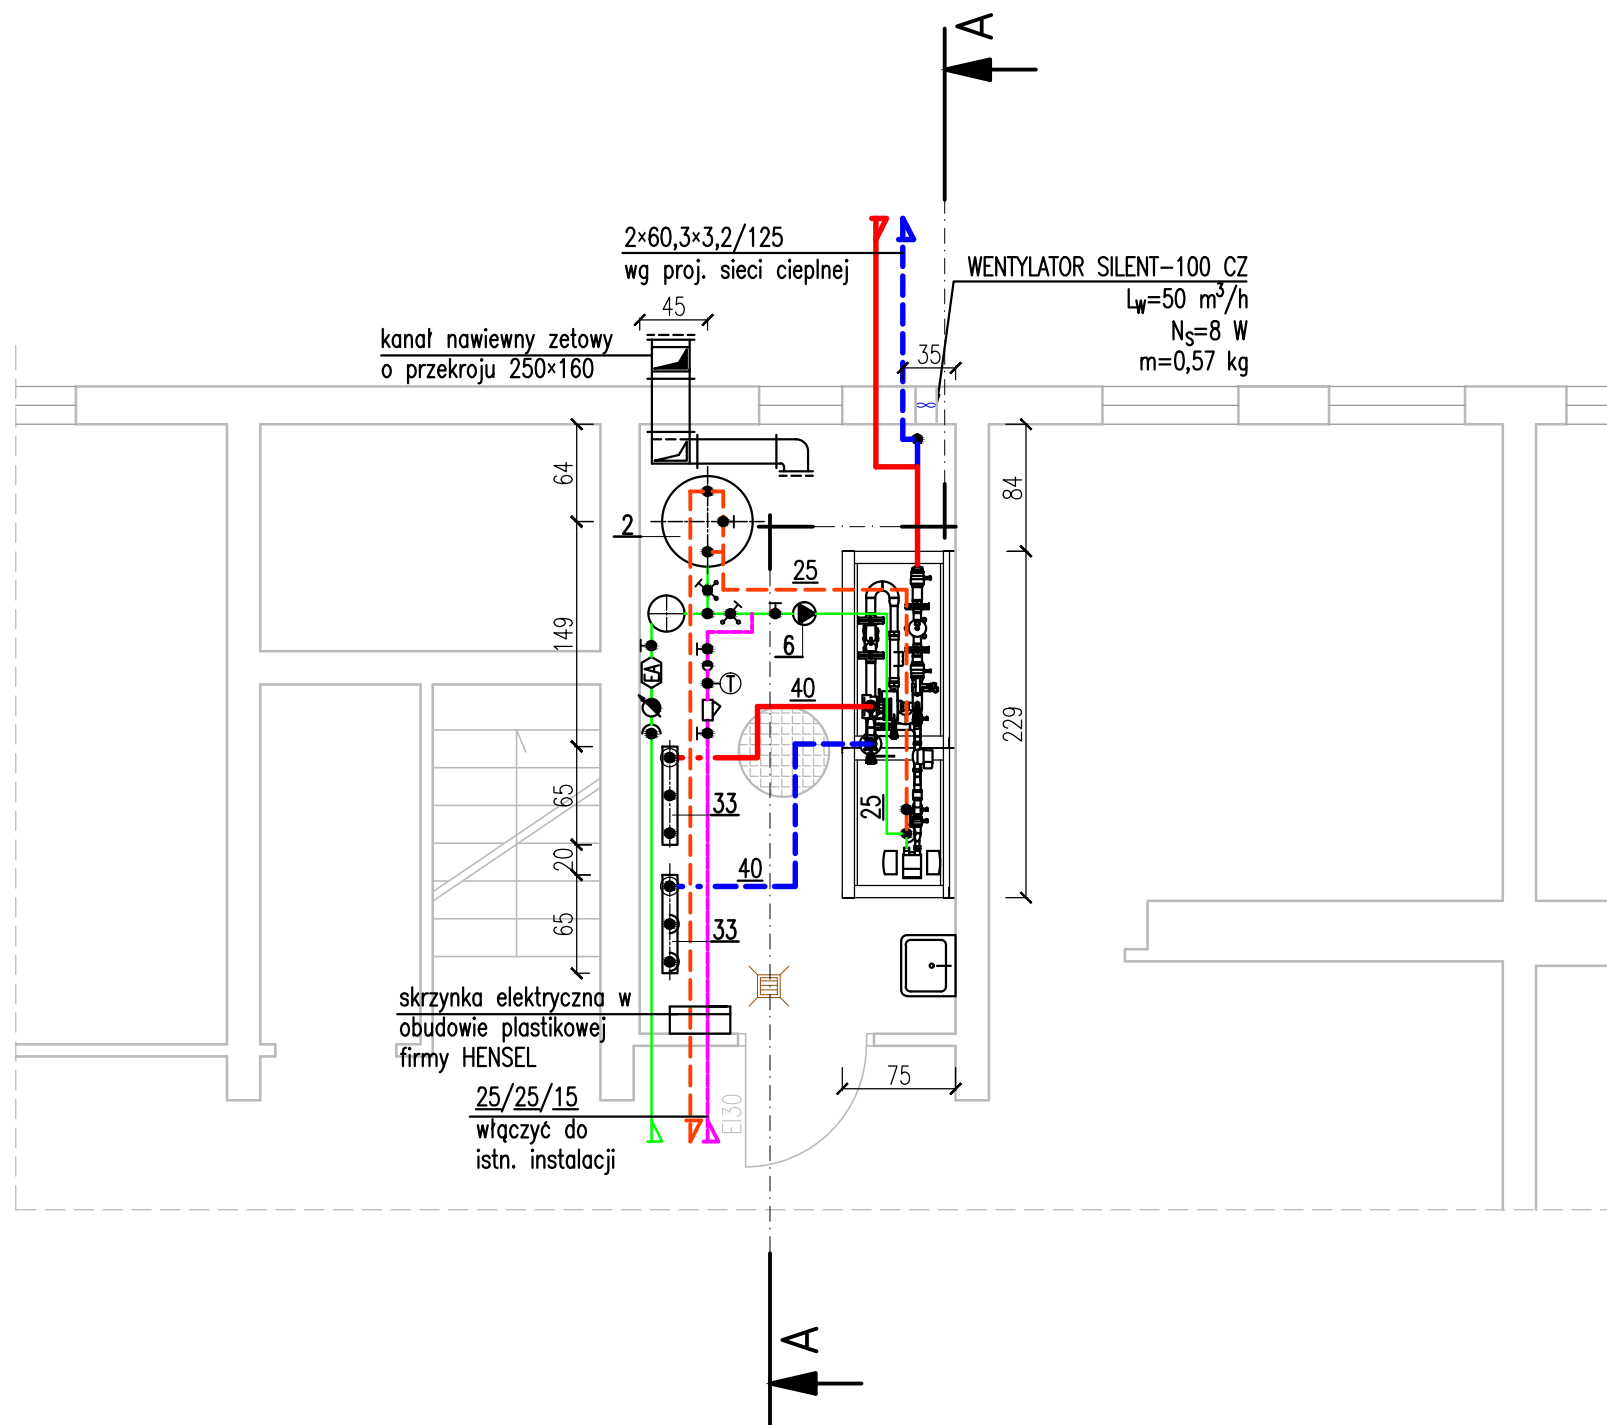 A
2×60,3×3,2/125
wg proj. sieci cieplnej
WENTYLATOR SILENT-100 CZ
Lw=50 m³/h
Ns=8 W
m=0,57 kg
45
kanał nawiewny zetowy
o przekroju 250×160
35
64
84
2
25
149
6
EA
T
40
229
65
33
25
20
40
65
33
skrzynka elektryczna w
obudowie plastikowej
firmy HENSEL
75
25/25/15
włączyć do
istn. instalacji
EI30
A